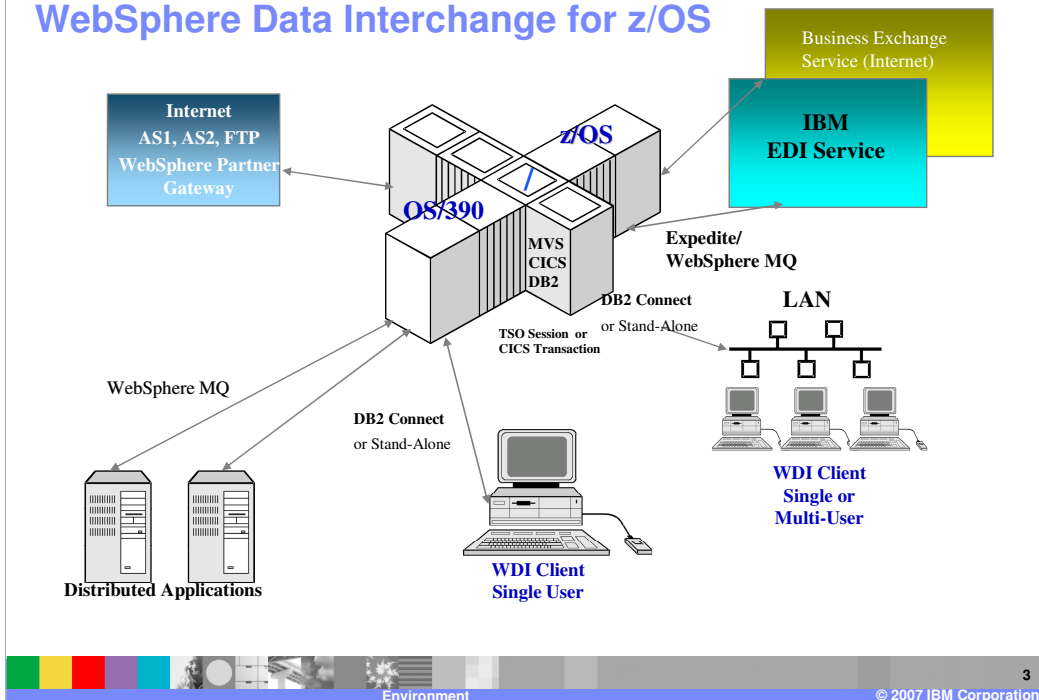 WebSphere Data Interchange for z/OS
Business Exchange
Service (Internet)
Internet
AS1, AS2, FTP
WebSphere Partner
Gateway
IBM
EDI Service
z/OS
OS/390
MVS
CICS
DB2
Expedite/
WebSphere MQ
DB2 Connect
or Stand-Alone
LAN
TSO Session or
CICS Transaction
WebSphere MQ
DB2 Connect
or Stand-Alone
WDI Client
Single or
Multi-User
WDI Client
Single User
Distributed Applications
3
Environment
© 2007 IBM Corporation